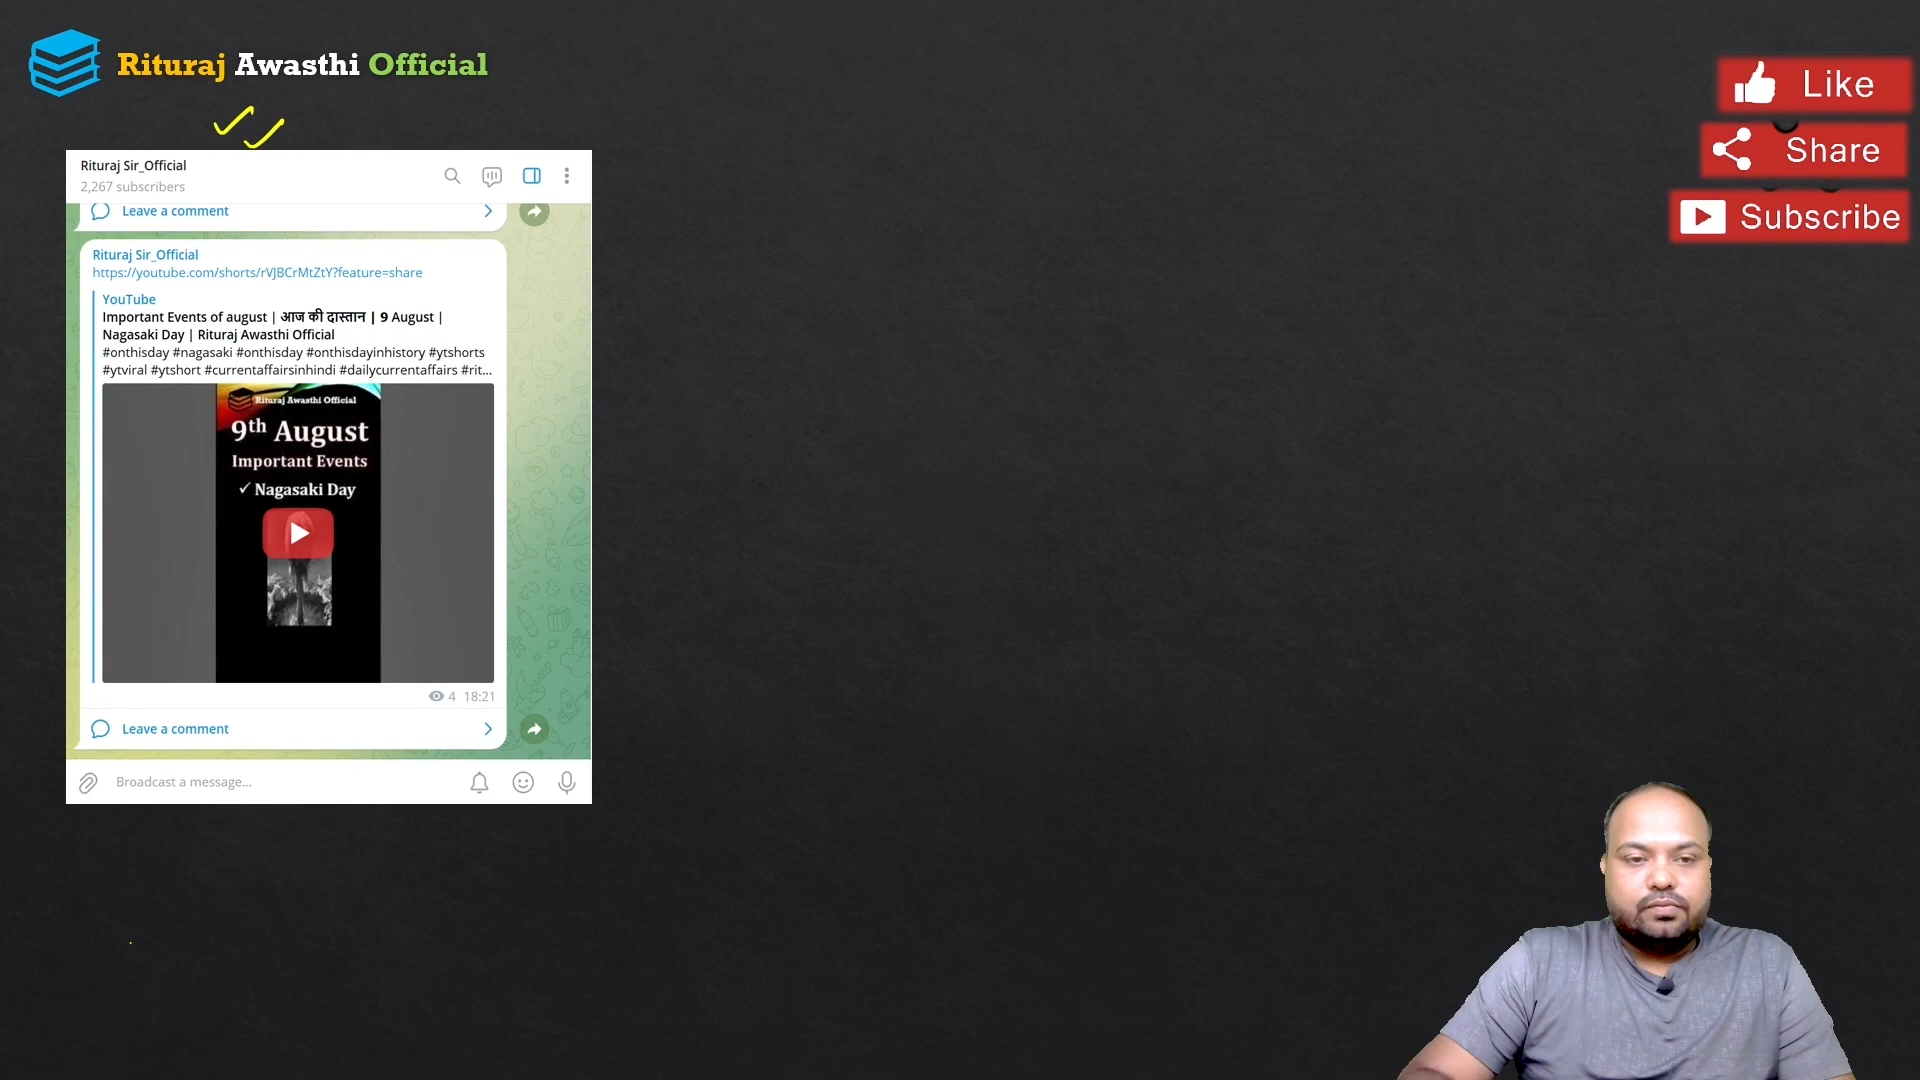 Rituraj Awasthi Official
Like
Share
Subscribe
Rituraj Sir_Official
2,267 subscribers
Leave a comment
Rituraj Sir_Official
https://youtube.com/shorts/rVJBCrMtZtY?feature=share
YouTube
Important Events of august | आज की दास्तान | 9 August |
Nagasaki Day | Rituraj Awasthi Official
#onthisday #nagasaki #onthisday #onthisdayinhistory #ytshorts
#ytviral #ytshort #currentaffairsinhindi #dailycurrentaffairs #rit...
Rituraj Awasthi Official
9th August
Important Events
✓ Nagasaki Day
4 18:21
Leave a comment
Broadcast a message...